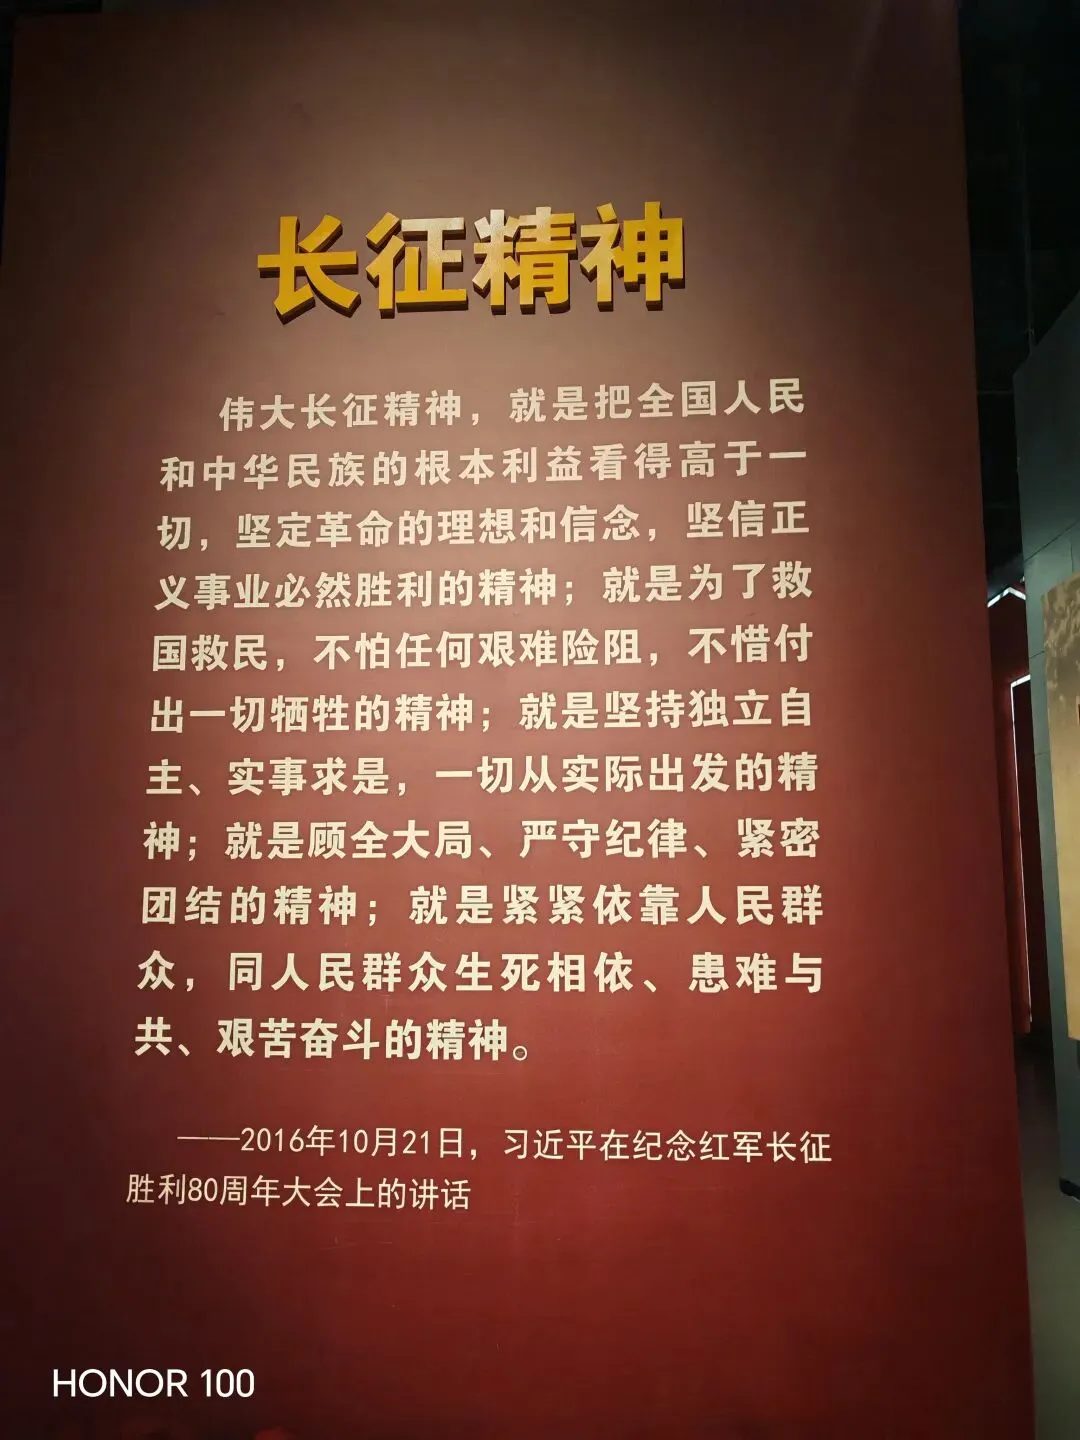 长征精神
伟大长征精神，就是把全国人民
和中华民族的根本利益看得高于一
切，坚定革命的理想和信念，坚信正
义事业必然胜利的精神；就是为了救
国救民，不怕任何艰难险阻，不惜付
出一切牺牲的精神；就是坚持独立自
主、实事求是，一切从实际出发的精
神；就是顾全大局、严守纪律、紧密
团结的精神；就是紧紧依靠人民群
众，同人民群众生死相依、患难与
共、艰苦奋斗的精神。
——2016年10月21日，习近平在纪念红军长征
胜利80周年大会上的讲话
HONOR 100